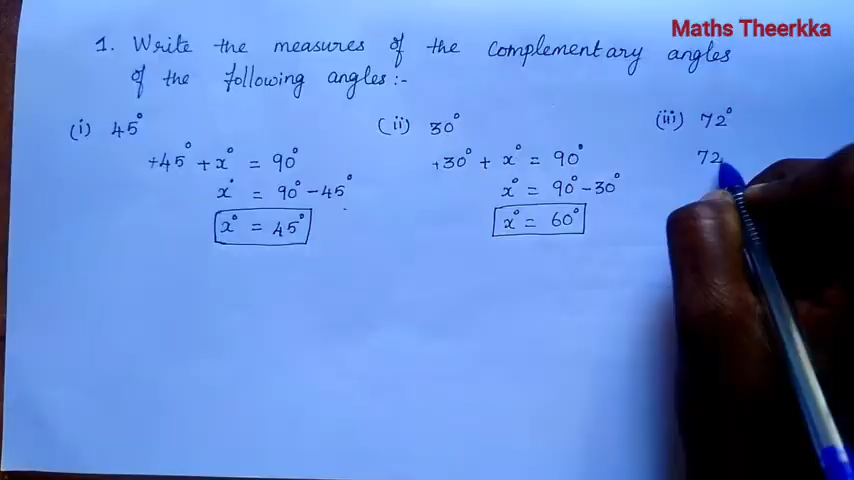 Maths Theerkka
1. Write the measures of the complementary angles
of the following angles:-
(i) 45°
+45° + x° = 90°
x° = 90° - 45°
x° = 45°
(ii) 30°
+30° + x° = 90°
x° = 90° - 30°
x° = 60°
(iii) 72°
72